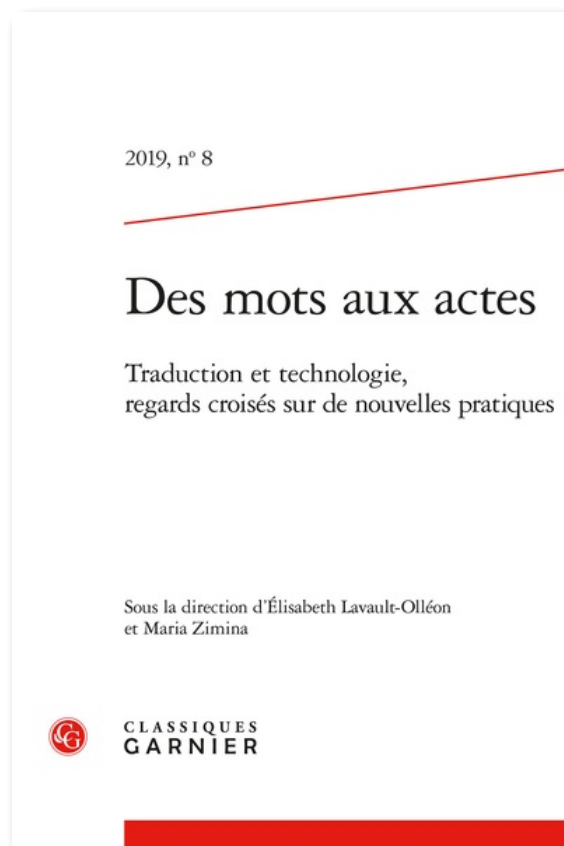 2019, nº 8
Des mots aux actes
Traduction et technologie,
regards croisés sur de nouvelles pratiques
Sous la direction d'Élisabeth Lavault-Olléon
et Maria Zimina
CG
CLASSIQUES
GARNIER